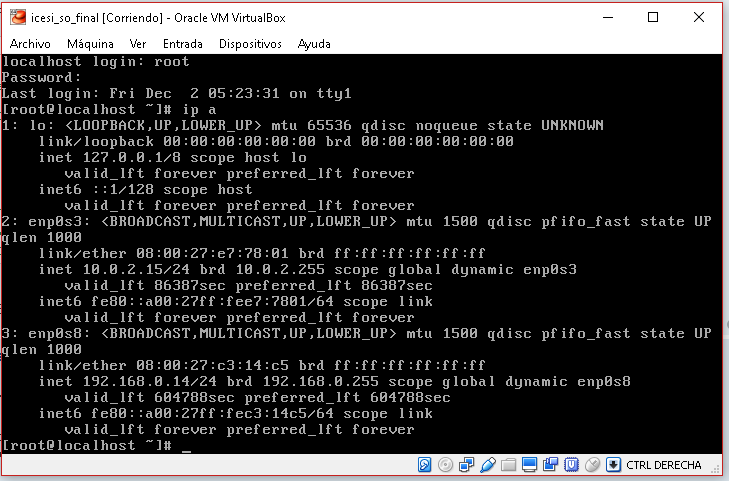 icesi_so_final [Corriendo] - Oracle VM VirtualBox
Archivo Máquina Ver Entrada Dispositivos Ayuda
localhost login: root
Password:
Last login: Fri Dec  2 05:23:31 on tty1
[root@localhost ~]# ip a
1: lo: <LOOPBACK,UP,LOWER_UP> mtu 65536 qdisc noqueue state UNKNOWN
    link/loopback 00:00:00:00:00:00 brd 00:00:00:00:00:00
    inet 127.0.0.1/8 scope host lo
       valid_lft forever preferred_lft forever
    inet6 ::1/128 scope host
       valid_lft forever preferred_lft forever
2: enp0s3: <BROADCAST,MULTICAST,UP,LOWER_UP> mtu 1500 qdisc pfifo_fast state UP
qlen 1000
    link/ether 08:00:27:e7:78:01 brd ff:ff:ff:ff:ff:ff
    inet 10.0.2.15/24 brd 10.0.2.255 scope global dynamic enp0s3
       valid_lft 86387sec preferred_lft 86387sec
    inet6 fe80::a00:27ff:fee7:7801/64 scope link
       valid_lft forever preferred_lft forever
3: enp0s8: <BROADCAST,MULTICAST,UP,LOWER_UP> mtu 1500 qdisc pfifo_fast state UP
qlen 1000
    link/ether 08:00:27:c3:14:c5 brd ff:ff:ff:ff:ff:ff
    inet 192.168.0.14/24 brd 192.168.0.255 scope global dynamic enp0s8
       valid_lft 604788sec preferred_lft 604788sec
    inet6 fe80::a00:27ff:fec3:14c5/64 scope link
       valid_lft forever preferred_lft forever
[root@localhost ~]# _
CTRL DERECHA